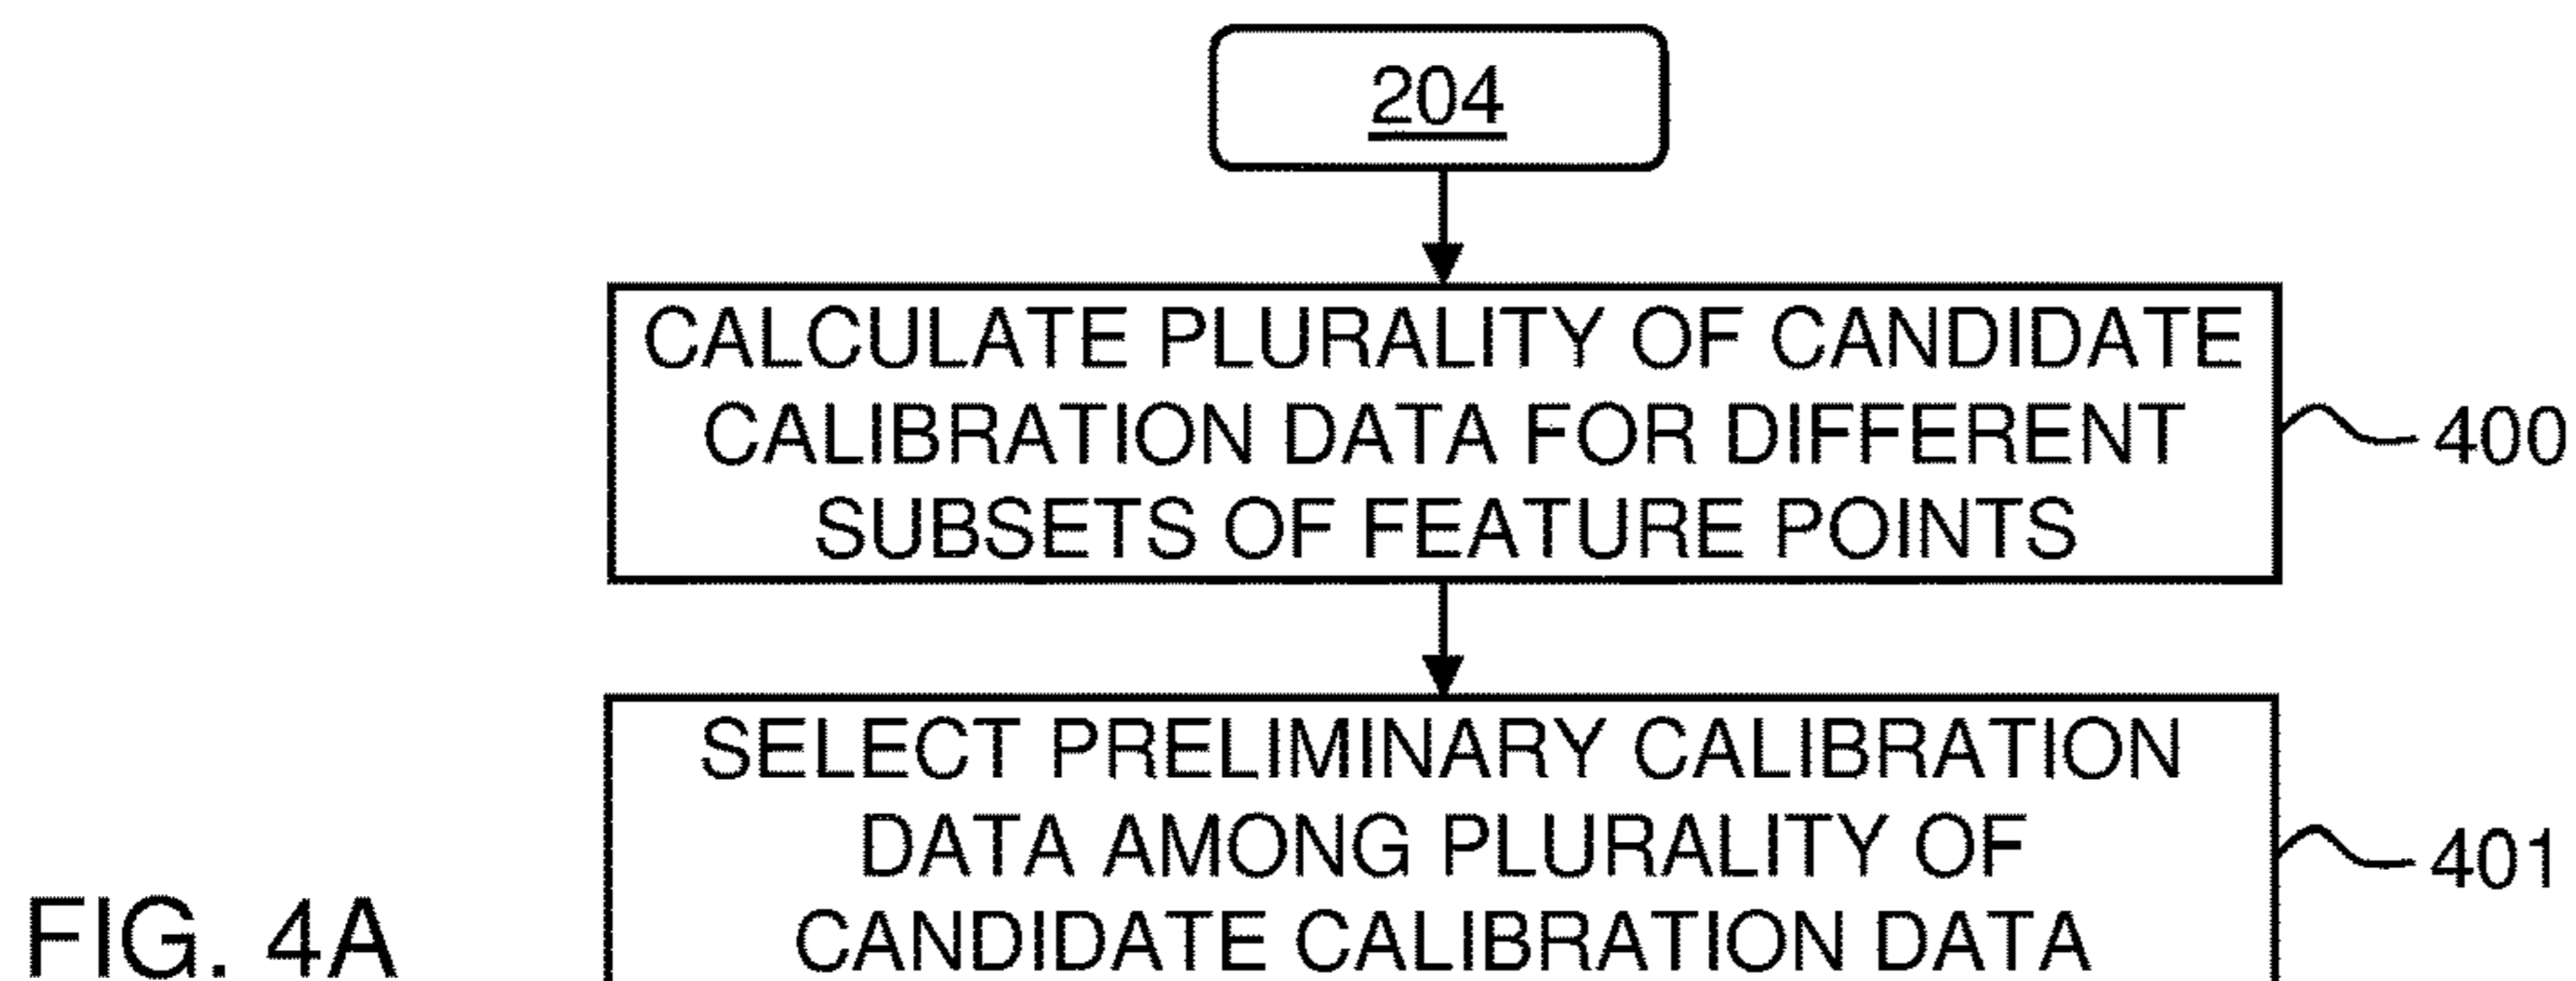 204
CALCULATE PLURALITY OF CANDIDATE
CALIBRATION DATA FOR DIFFERENT
SUBSETS OF FEATURE POINTS
400
SELECT PRELIMINARY CALIBRATION
DATA AMONG PLURALITY OF
CANDIDATE CALIBRATION DATA
401
FIG. 4A